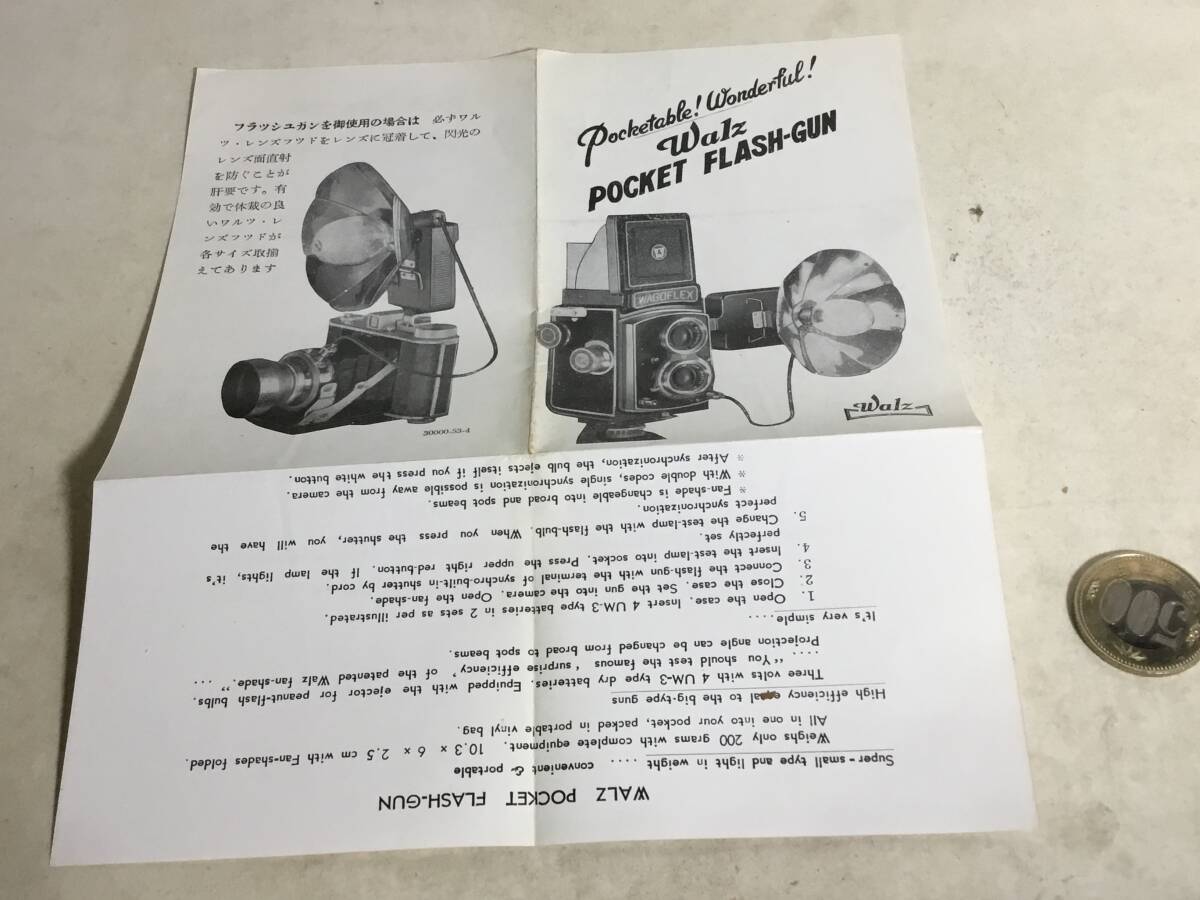 Pocketable! Wonderful!
Walz
POCKET FLASH-GUN
WAGOFLEX
Walz
フラツシユガンを御使用の場合は 必ずワル
ツ・レンズフツドをレンズに冠着して、閃光の
レンズ面直射
を防ぐことが
肝要です。有
効で体裁の良
いワルツ・レ
ンズフツドが
各サイズ取揃
えてあります
30000-53-4
WALZ POCKET FLASH-GUN
Super-small type and light in weight .... convenient & portable
Weighs only 200 grams with complete equipment. 10.3 × 6 × 2.5 cm with Fan-shades folded.
All in one into your pocket, packed in portable vinyl bag.
High efficiency to the big-type guns
Three volts with 4 UM-3 type dry batteries. Equipped with the ejector for peanut-flash bulbs.
“You should test the famous ‘surprise efficiency’ of the patented Walz fan-shade.” ...
.... Projection angle can be changed from broad to spot beams.
It's very simple....
1. Open the case. Insert 4 UM-3 type batteries in 2 sets as per illustrated.
2. Close the case. Set the gun into the camera. Open the fan-shade.
3. Connect the flash-gun with the terminal of synchro-built-in shutter by cord.
4. Insert the test-lamp into socket. Press the upper right red-button. If the lamp lights, it's
perfectly set.
5. Change the test-lamp with the flash-bulb. When you press the shutter, you will have the
perfect synchronization.
* Fan-shade is changeable into broad and spot beams.
* With double codes, single synchronization is possible away from the camera.
* After synchronization, the bulb ejects itself if you press the white button.
500